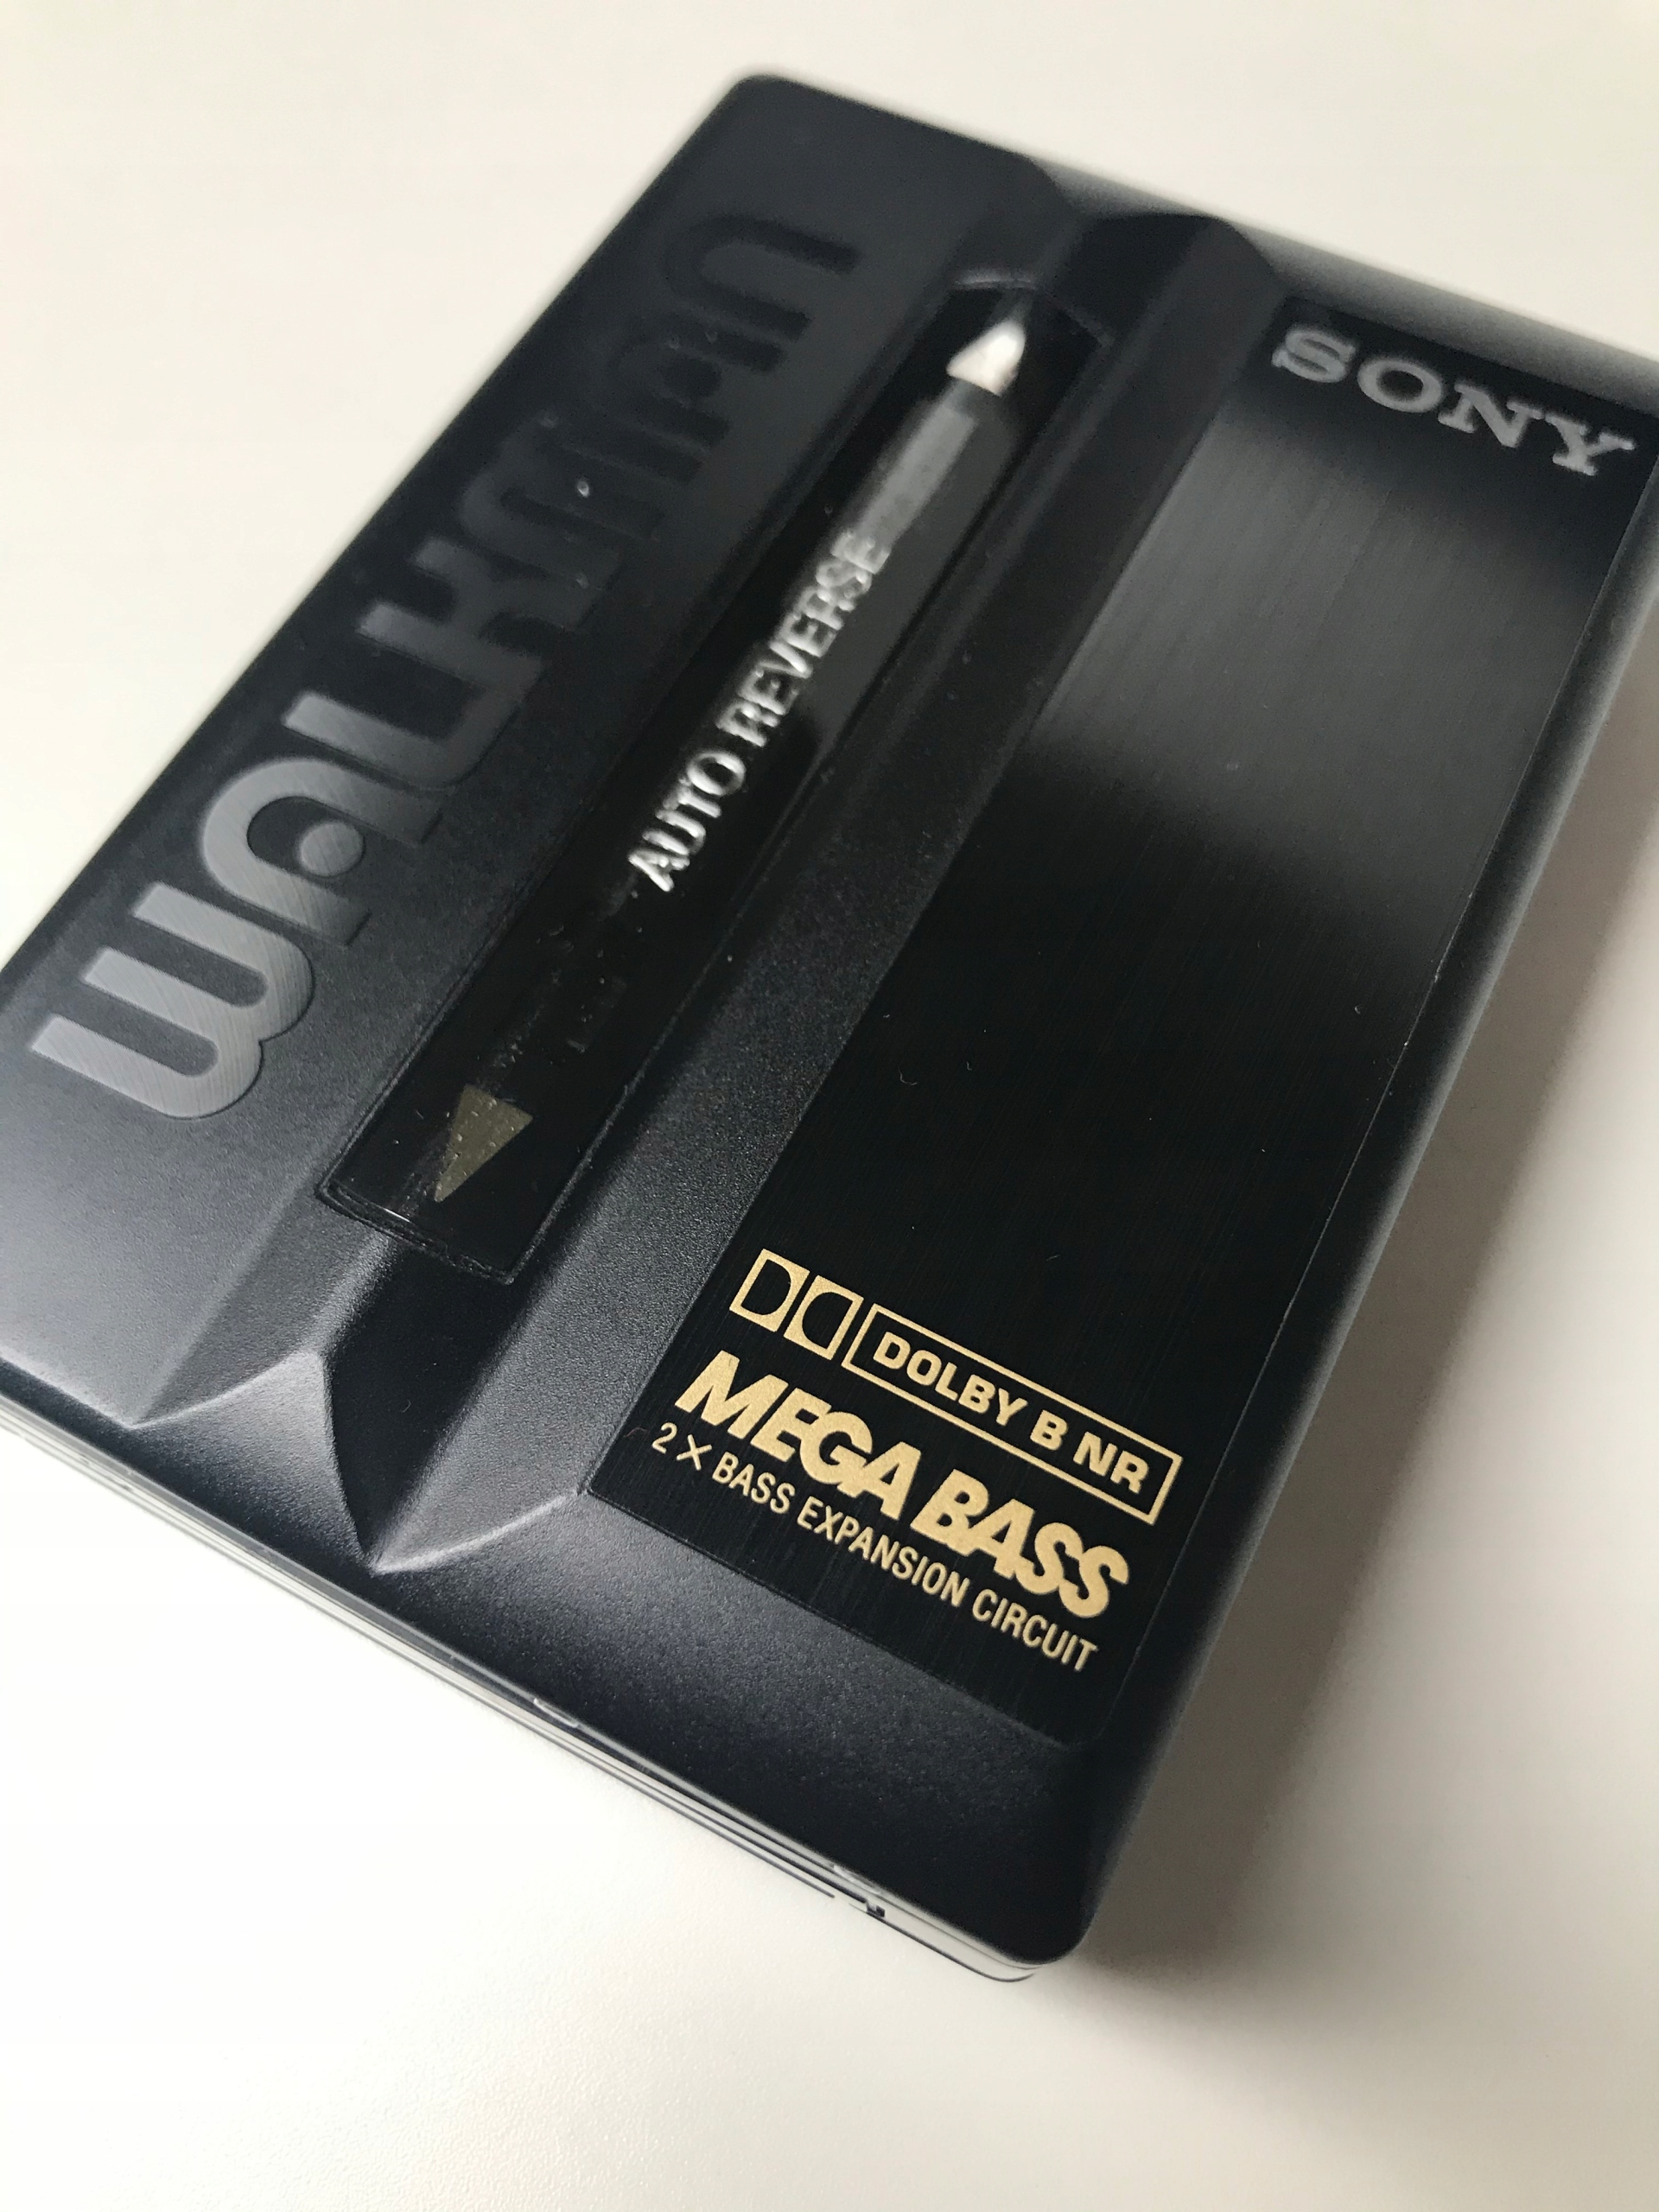 SONY
WALKMAN
AUTO REVERSE
DOLBY B NR
MEGA BASS
2 X BASS EXPANSION CIRCUIT